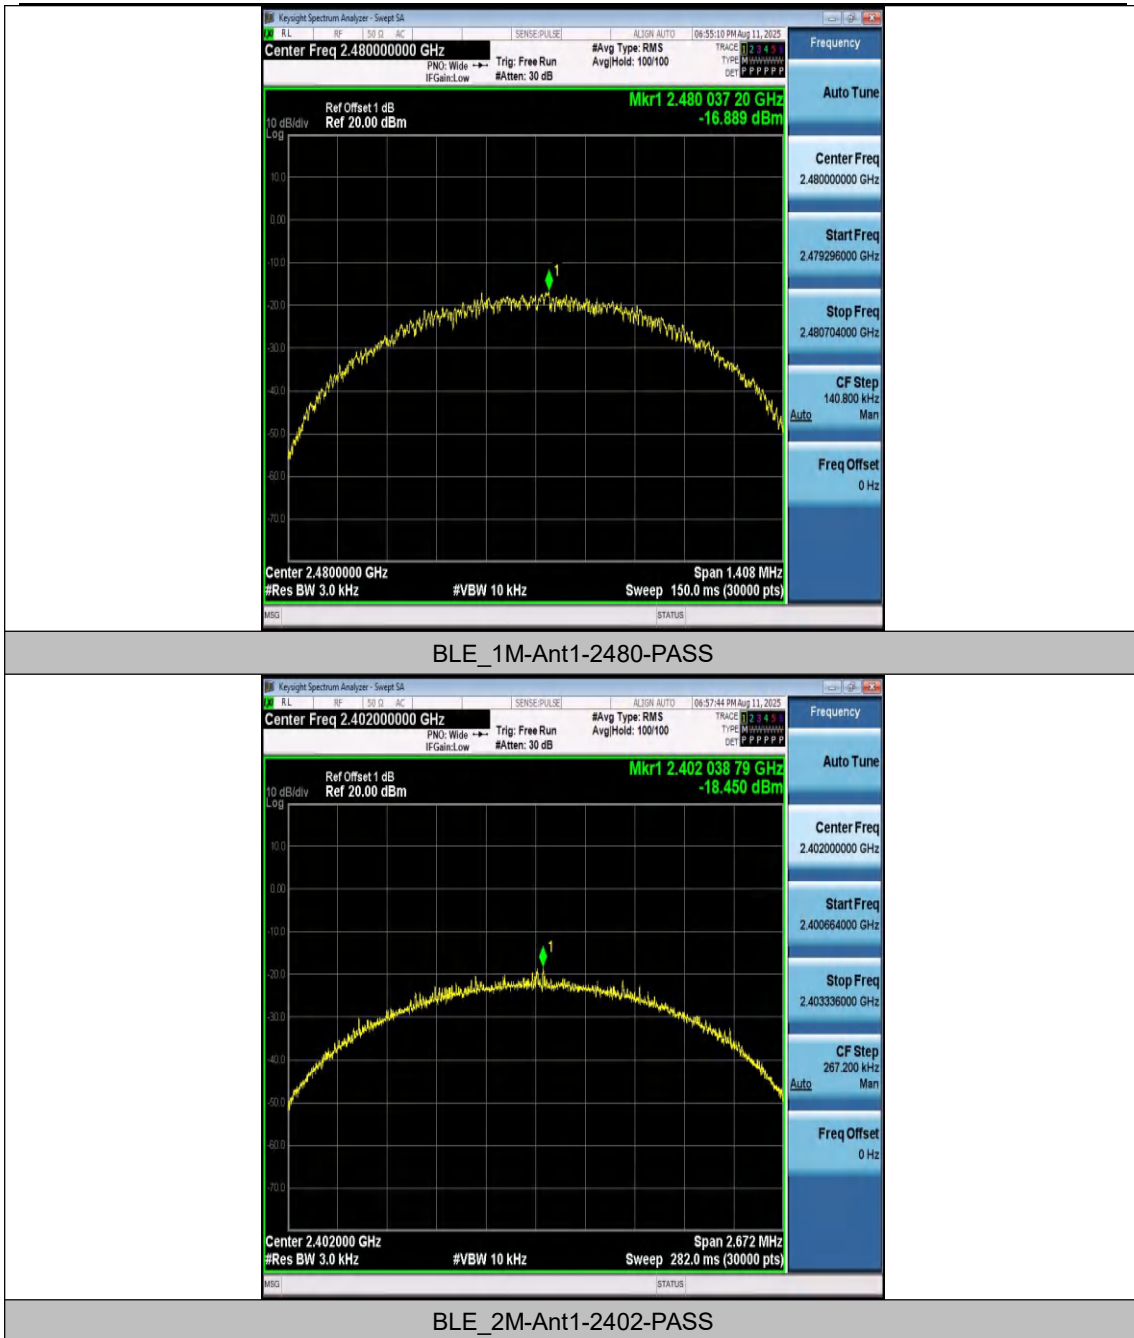 Keysight Spectrum Analyzer - Swept SA
RL RF 50 Ω AC SENSE:PULSE ALIGN AUTO 06:55:10 PM Aug 11, 2025
Center Freq 2.480000000 GHz
PNO: Wide
IFGain:Low
Trig: Free Run
#Atten: 30 dB
#Avg Type: RMS
Avg|Hold: 100/100
TRACE 1 2 3 4 5 6
TYPE M WWWWW
DET P P P P P P
Frequency
Auto Tune
Mkr1 2.480 037 20 GHz
-16.889 dBm
Ref Offset 1 dB
10 dB/div Ref 20.00 dBm
Log
10.0
0.00
-10.0
-20.0
-30.0
-40.0
-50.0
-60.0
-70.0
1
Center Freq
2.480000000 GHz
Start Freq
2.479296000 GHz
Stop Freq
2.480704000 GHz
CF Step
140.800 kHz
Auto Man
Freq Offset
0 Hz
Center 2.4800000 GHz Span 1.408 MHz
#Res BW 3.0 kHz #VBW 10 kHz Sweep 150.0 ms (30000 pts)
MSG STATUS
BLE_1M-Ant1-2480-PASS
Keysight Spectrum Analyzer - Swept SA
RL RF 50 Ω AC SENSE:PULSE ALIGN AUTO 06:57:44 PM Aug 11, 2025
Center Freq 2.402000000 GHz
PNO: Wide
IFGain:Low
Trig: Free Run
#Atten: 30 dB
#Avg Type: RMS
Avg|Hold: 100/100
TRACE 1 2 3 4 5 6
TYPE M WWWWW
DET P P P P P P
Frequency
Auto Tune
Mkr1 2.402 038 79 GHz
-18.450 dBm
Ref Offset 1 dB
10 dB/div Ref 20.00 dBm
Log
10.0
0.00
-10.0
-20.0
-30.0
-40.0
-50.0
-60.0
-70.0
1
Center Freq
2.402000000 GHz
Start Freq
2.400664000 GHz
Stop Freq
2.403336000 GHz
CF Step
267.200 kHz
Auto Man
Freq Offset
0 Hz
Center 2.402000 GHz Span 2.672 MHz
#Res BW 3.0 kHz #VBW 10 kHz Sweep 282.0 ms (30000 pts)
MSG STATUS
BLE_2M-Ant1-2402-PASS